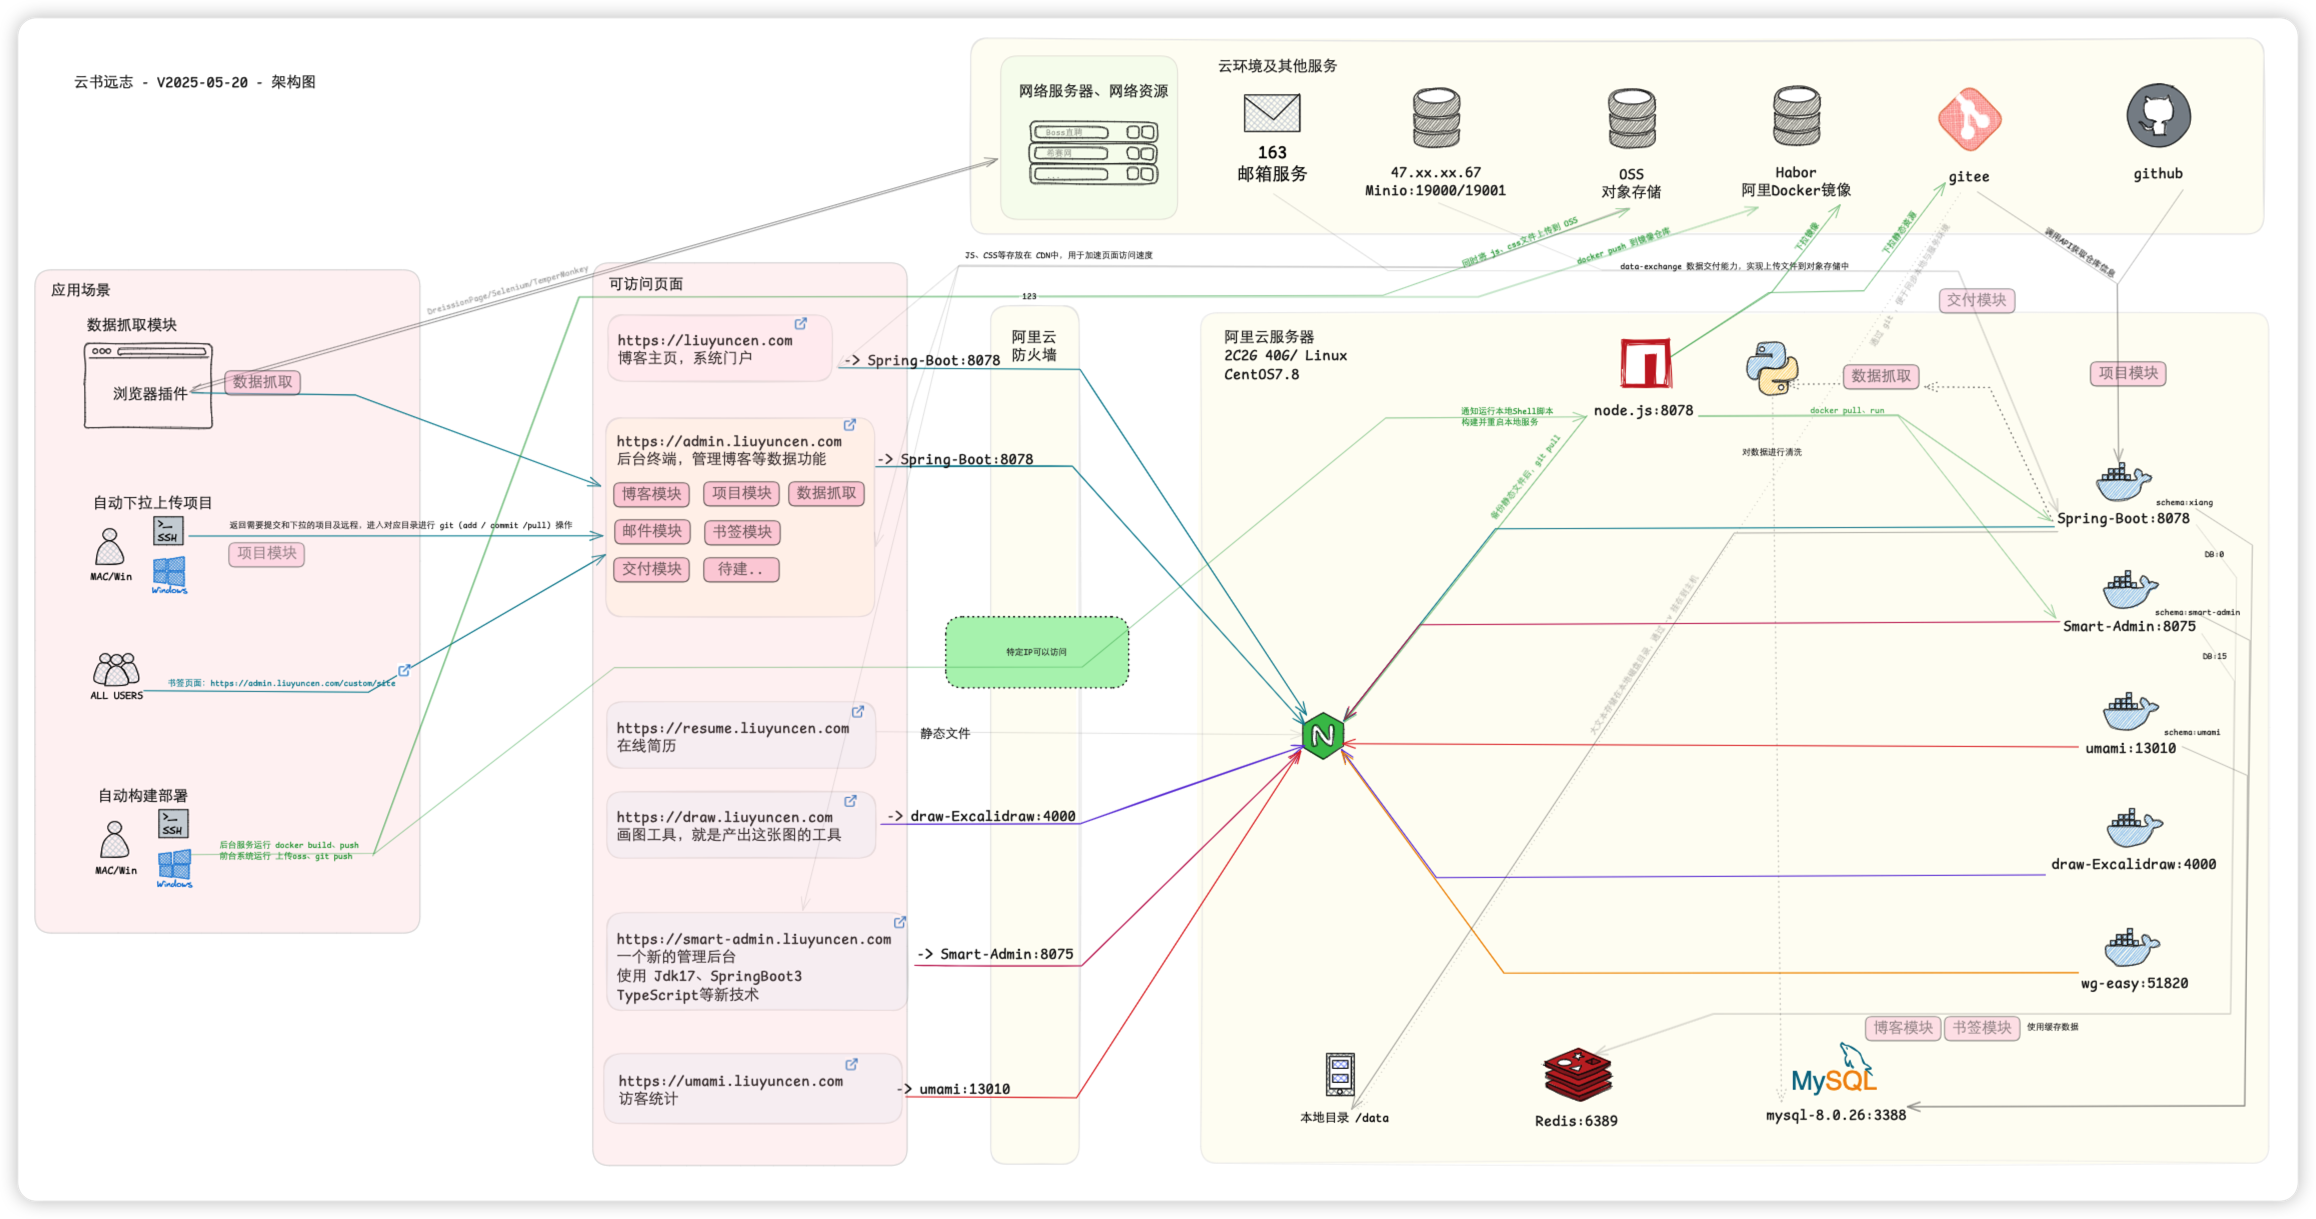 云书远志 - V2025-05-20 - 架构图
云环境及其他服务
网络服务器、网络资源
Boss直聘
希赛网
....
163
邮箱服务
47.xx.xx.67
Minio:19000/19001
OSS
对象存储
Habor
阿里Docker镜像
gitee
github
JS、CSS等存放在 CDN中，用于加速页面访问速度
同时将 js、css文件上传到 OSS
docker push 到镜像仓库
下拉镜像
下拉静态资源
调用API获取仓库信息
data-exchange 数据交付能力，实现上传文件到对象存储中
交付模块
项目模块
123
DreissionPage/Selenium/TemperMonkey
应用场景
数据抓取模块
浏览器插件
数据抓取
自动下拉上传项目
>_
SSH
MAC/Win
Windows
返回需要提交和下拉的项目及远程，进入对应目录进行 git (add / commit /pull) 操作
项目模块
ALL USERS
书签页面: https://admin.liuyuncen.com/custom/site
自动构建部署
>_
SSH
MAC/Win
Windows
后台服务运行 docker build、push
前台系统运行 上传oss、git push
可访问页面
https://liuyuncen.com
博客主页，系统门户
-> Spring-Boot:8078
https://admin.liuyuncen.com
后台终端，管理博客等数据功能
-> Spring-Boot:8078
博客模块
项目模块
数据抓取
邮件模块
书签模块
交付模块
待建..
https://resume.liuyuncen.com
在线简历
静态文件
https://draw.liuyuncen.com
画图工具，就是产出这张图的工具
-> draw-Excalidraw:4000
https://smart-admin.liuyuncen.com
一个新的管理后台
使用 Jdk17、SpringBoot3
TypeScript等新技术
-> Smart-Admin:8075
https://umami.liuyuncen.com
访客统计
-> umami:13010
阿里云
防火墙
特定IP可以访问
阿里云服务器
2C2G 40G/ Linux
CentOS7.8
node.js:8078
通知运行本地Shell脚本
构建并重启本地服务
备份静态文件后，git pull
数据抓取
docker pull、run
对数据进行清洗
schema:xiang
Spring-Boot:8078
DB:0
schema:smart-admin
Smart-Admin:8075
DB:15
schema:umami
umami:13010
draw-Excalidraw:4000
wg-easy:51820
博客模块
书签模块
使用缓存数据
本地目录 /data
Redis:6389
MySQL
mysql-8.0.26:3388